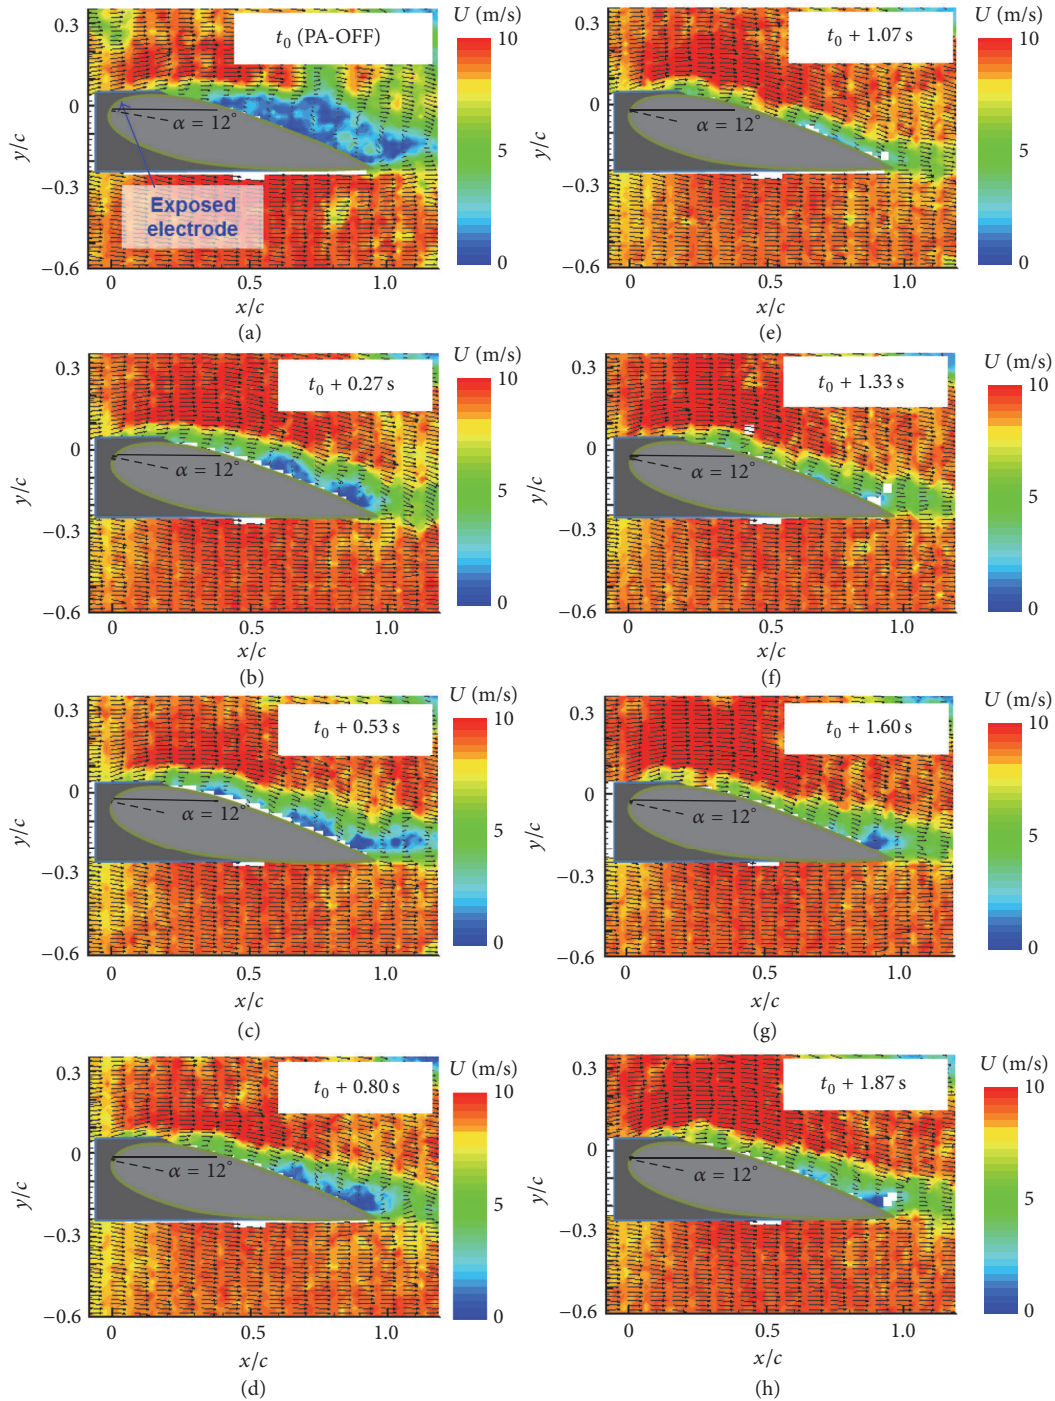 U (m/s)
t₀ (PA-OFF)
10
0.3
0
α = 12°
5
y/c
−0.3
Exposed
electrode
0
−0.6
0
0.5
1.0
x/c
(a)
U (m/s)
t₀ + 1.07 s
10
0.3
0
α = 12°
5
y/c
−0.3
0
−0.6
0
0.5
1.0
x/c
(e)
U (m/s)
t₀ + 0.27 s
10
0.3
0
α = 12°
5
y/c
−0.3
0
−0.6
0
0.5
1.0
x/c
(b)
U (m/s)
t₀ + 1.33 s
10
0.3
0
α = 12°
5
y/c
−0.3
0
−0.6
0
0.5
1.0
x/c
(f)
U (m/s)
t₀ + 0.53 s
10
0.3
0
α = 12°
5
y/c
−0.3
0
−0.6
0
0.5
1.0
x/c
(c)
U (m/s)
t₀ + 1.60 s
10
0.3
0
α = 12°
5
y/c
−0.3
0
−0.6
0
0.5
1.0
x/c
(g)
U (m/s)
t₀ + 0.80 s
10
0.3
0
α = 12°
5
y/c
−0.3
0
−0.6
0
0.5
1.0
x/c
(d)
U (m/s)
t₀ + 1.87 s
10
0.3
0
α = 12°
5
y/c
−0.3
0
−0.6
0
0.5
1.0
x/c
(h)